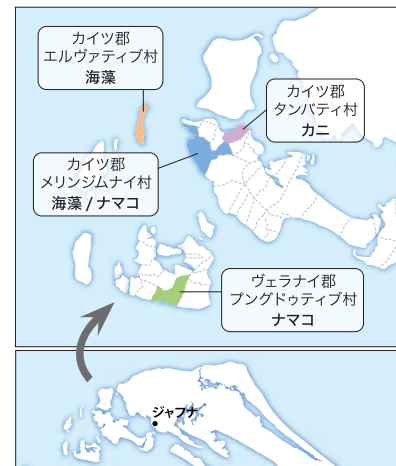 カイツ郡
エルヴァティブ村
海藻
カイツ郡
タンバティ村
カニ
カイツ郡
メリンジムナイ村
海藻 / ナマコ
ヴェラナイ郡
プングドゥティブ村
ナマコ
ジャフナ